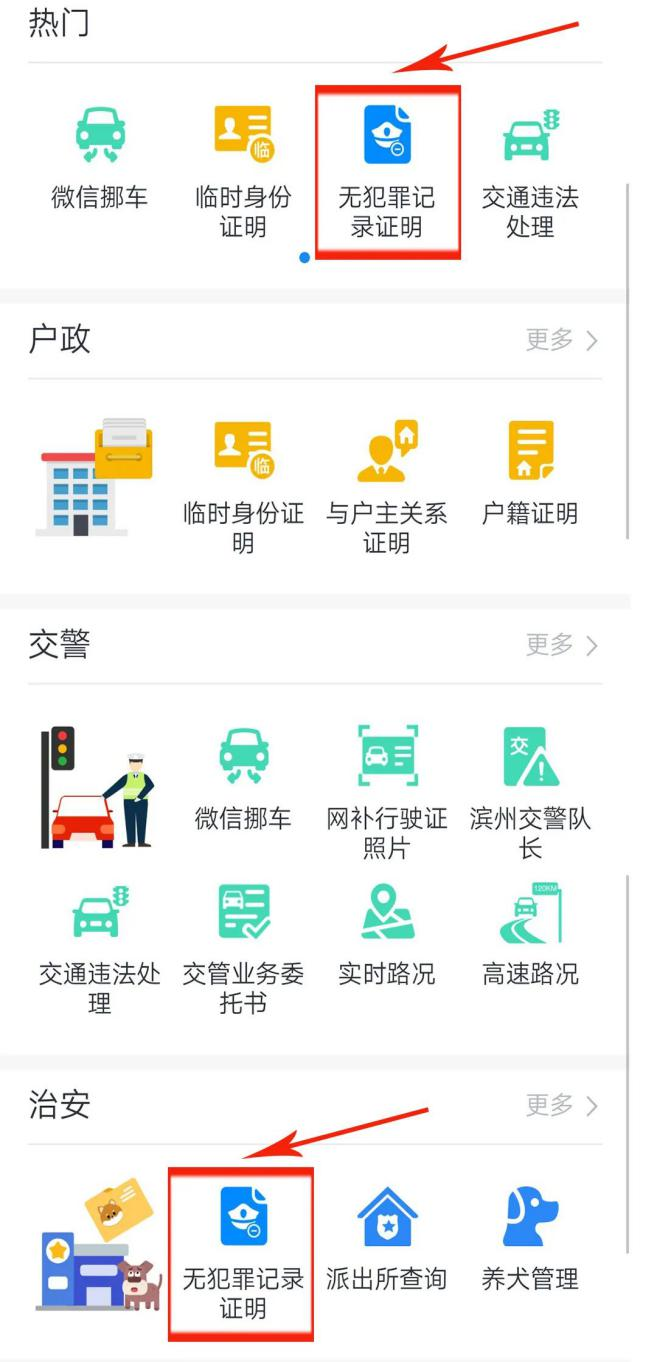 热门
微信挪车 临时身份 无犯罪记 交通违法
证明 录证明 处理
临
户政 更多
临
临时身份证 与户主关系 户籍证明
明 证明
交警 更多
交
微信挪车 网补行驶证 滨州交警队
照片 长
120KM
交通违法处 交管业务委 实时路况 高速路况
理 托书
治安 更多
无犯罪记录 派出所查询 养犬管理
证明